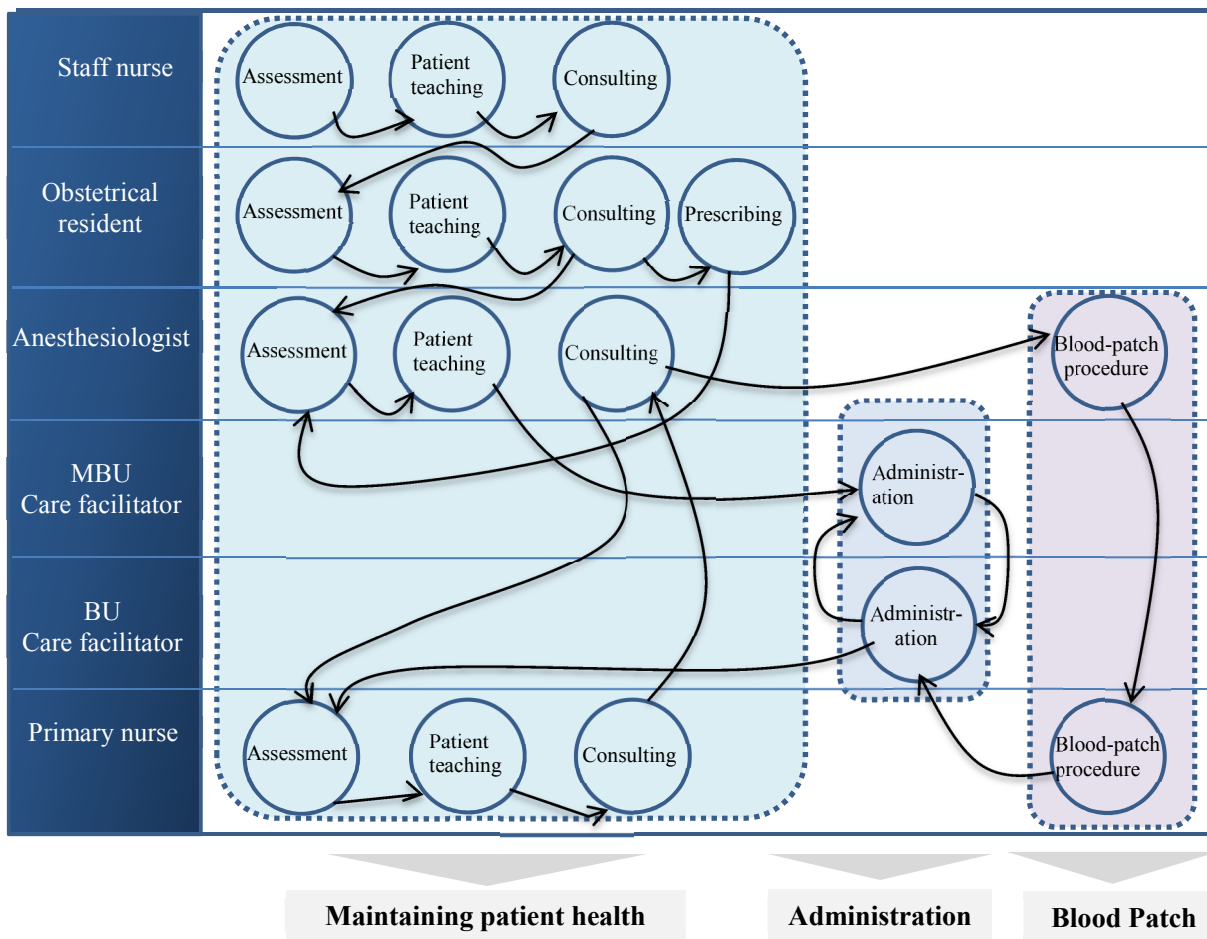 Staff nurse
Assessment
Patient
teaching
Consulting
Obstetrical
resident
Assessment
Patient
teaching
Consulting
Prescribing
Anesthesiologist
Assessment
Patient
teaching
Consulting
Blood-patch
procedure
MBU
Care facilitator
Administr-
ation
BU
Care facilitator
Administr-
ation
Primary nurse
Assessment
Patient
teaching
Consulting
Blood-patch
procedure
Maintaining patient health
Administration
Blood Patch